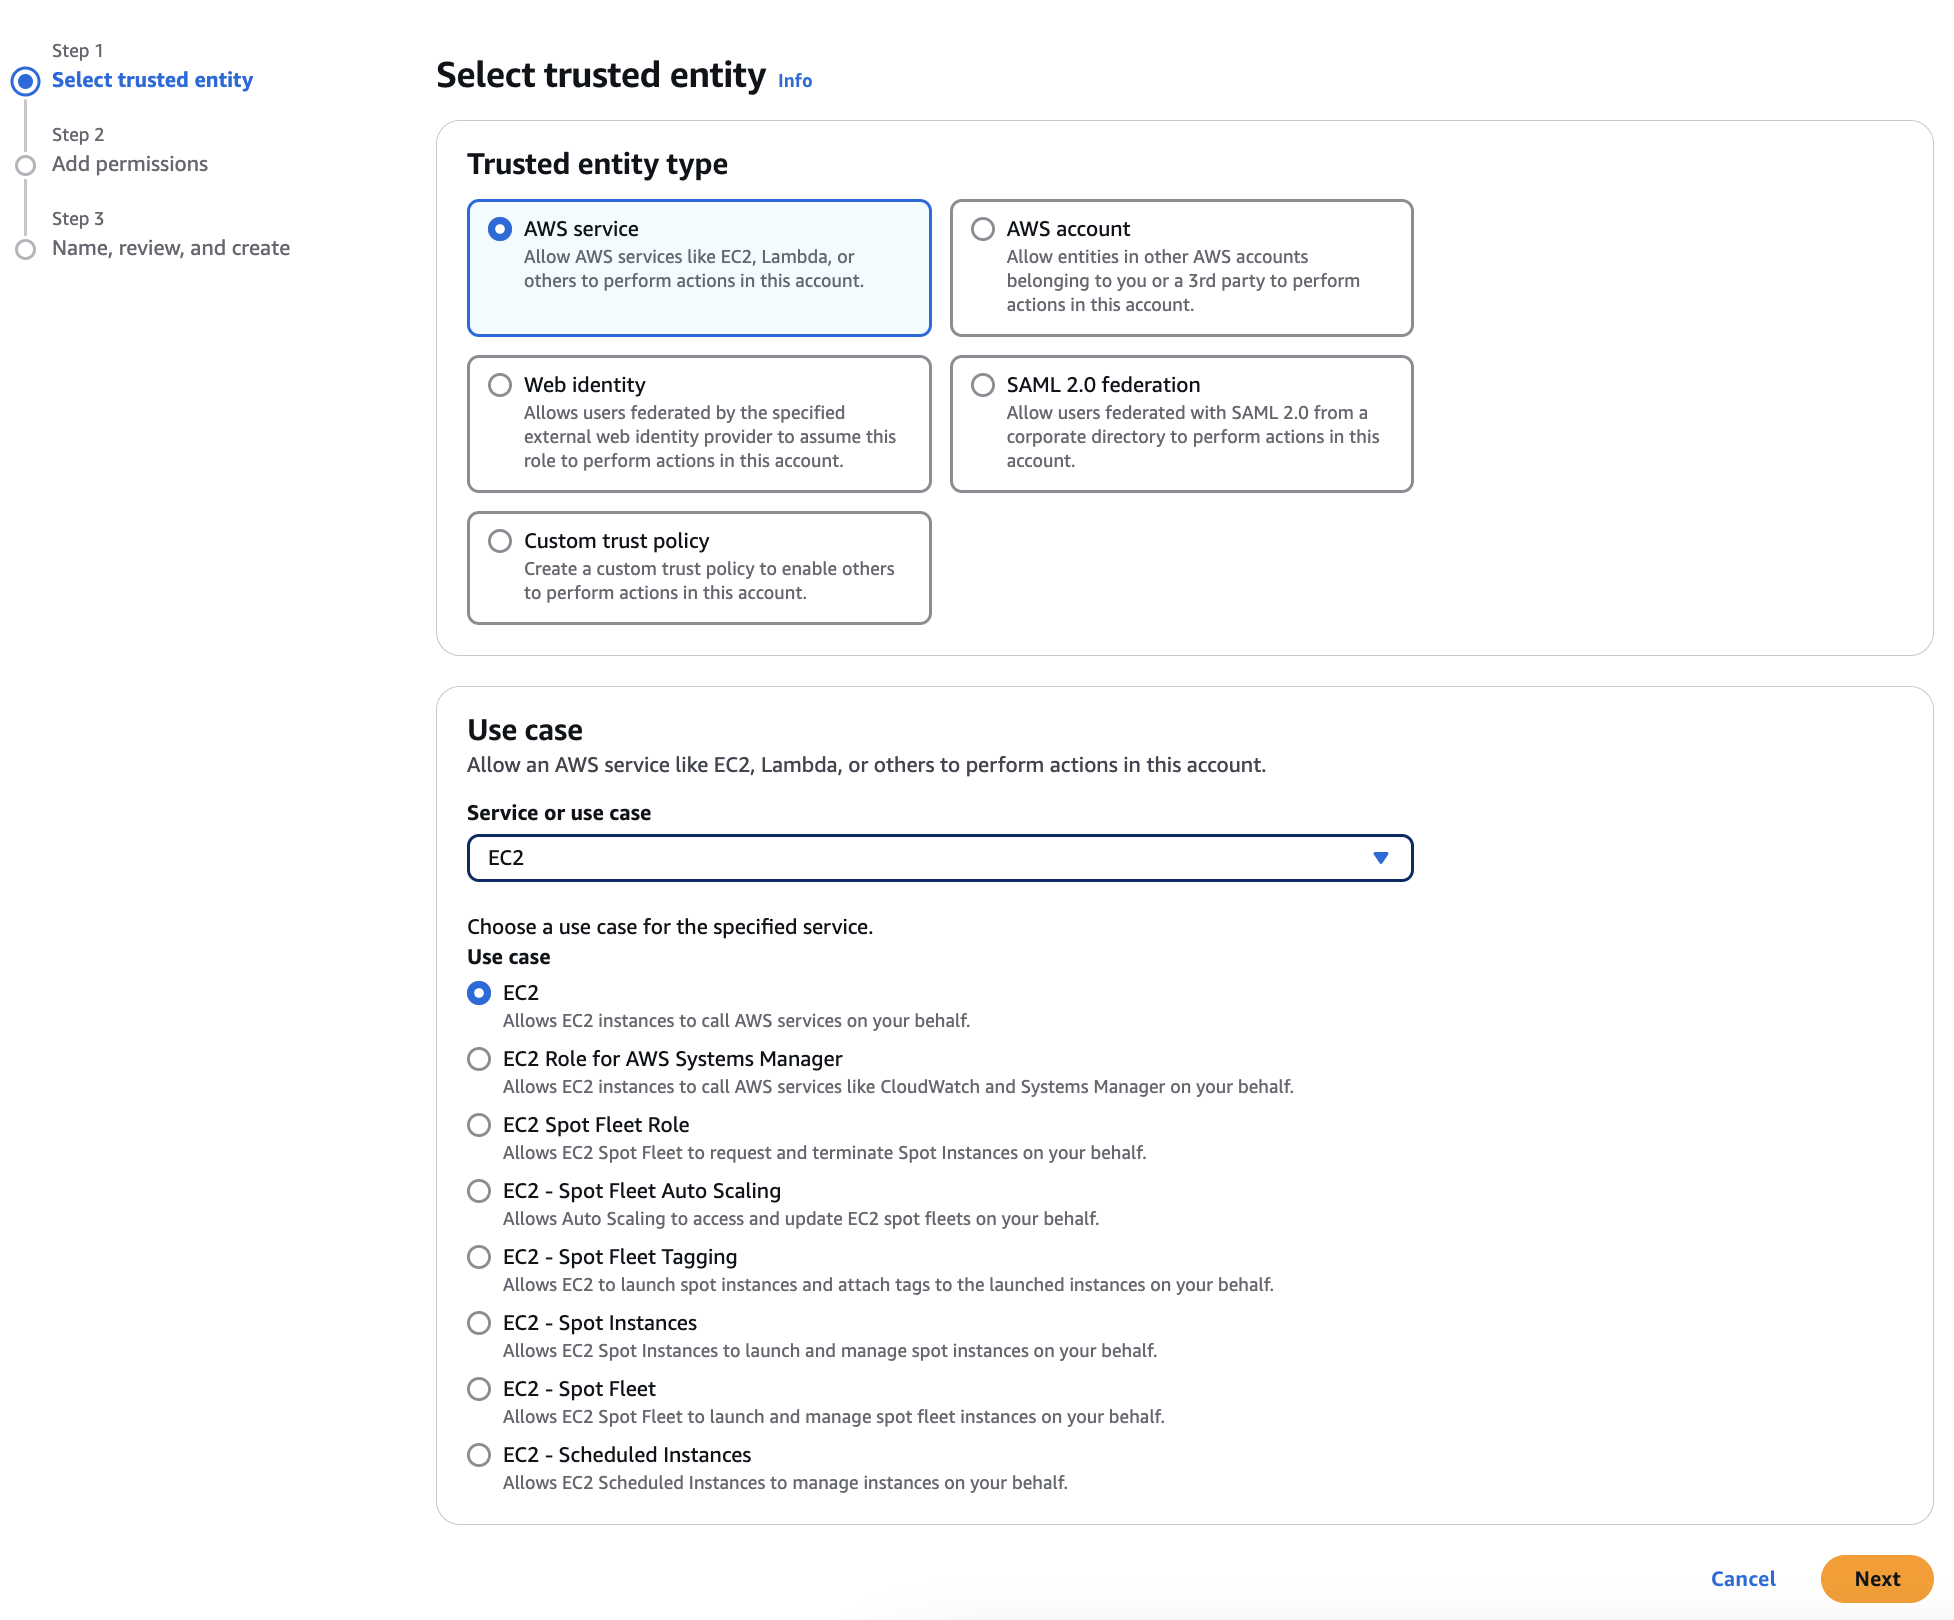 Step 1
Select trusted entity
Step 2
Add permissions
Step 3
Name, review, and create
Select trusted entity Info
Trusted entity type
AWS service
Allow AWS services like EC2, Lambda, or
others to perform actions in this account.
AWS account
Allow entities in other AWS accounts
belonging to you or a 3rd party to perform
actions in this account.
Web identity
Allows users federated by the specified
external web identity provider to assume this
role to perform actions in this account.
SAML 2.0 federation
Allow users federated with SAML 2.0 from a
corporate directory to perform actions in this
account.
Custom trust policy
Create a custom trust policy to enable others
to perform actions in this account.
Use case
Allow an AWS service like EC2, Lambda, or others to perform actions in this account.
Service or use case
EC2
Choose a use case for the specified service.
Use case
EC2
Allows EC2 instances to call AWS services on your behalf.
EC2 Role for AWS Systems Manager
Allows EC2 instances to call AWS services like CloudWatch and Systems Manager on your behalf.
EC2 Spot Fleet Role
Allows EC2 Spot Fleet to request and terminate Spot Instances on your behalf.
EC2 - Spot Fleet Auto Scaling
Allows Auto Scaling to access and update EC2 spot fleets on your behalf.
EC2 - Spot Fleet Tagging
Allows EC2 to launch spot instances and attach tags to the launched instances on your behalf.
EC2 - Spot Instances
Allows EC2 Spot Instances to launch and manage spot instances on your behalf.
EC2 - Spot Fleet
Allows EC2 Spot Fleet to launch and manage spot fleet instances on your behalf.
EC2 - Scheduled Instances
Allows EC2 Scheduled Instances to manage instances on your behalf.
Cancel Next